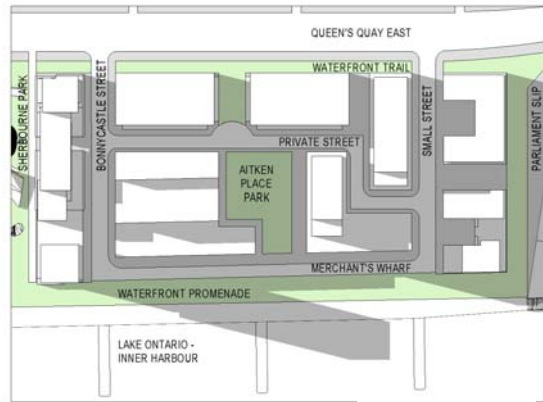 QUEEN'S QUAY EAST
WATERFRONT TRAIL
SHERBOURNE PARK
BONNYCASTLE STREET
SMALL STREET
PARLIAMENT SLIP
PRIVATE STREET
AITKEN
PLACE
PARK
MERCHANT'S WHARF
WATERFRONT PROMENADE
LAKE ONTARIO -
INNER HARBOUR